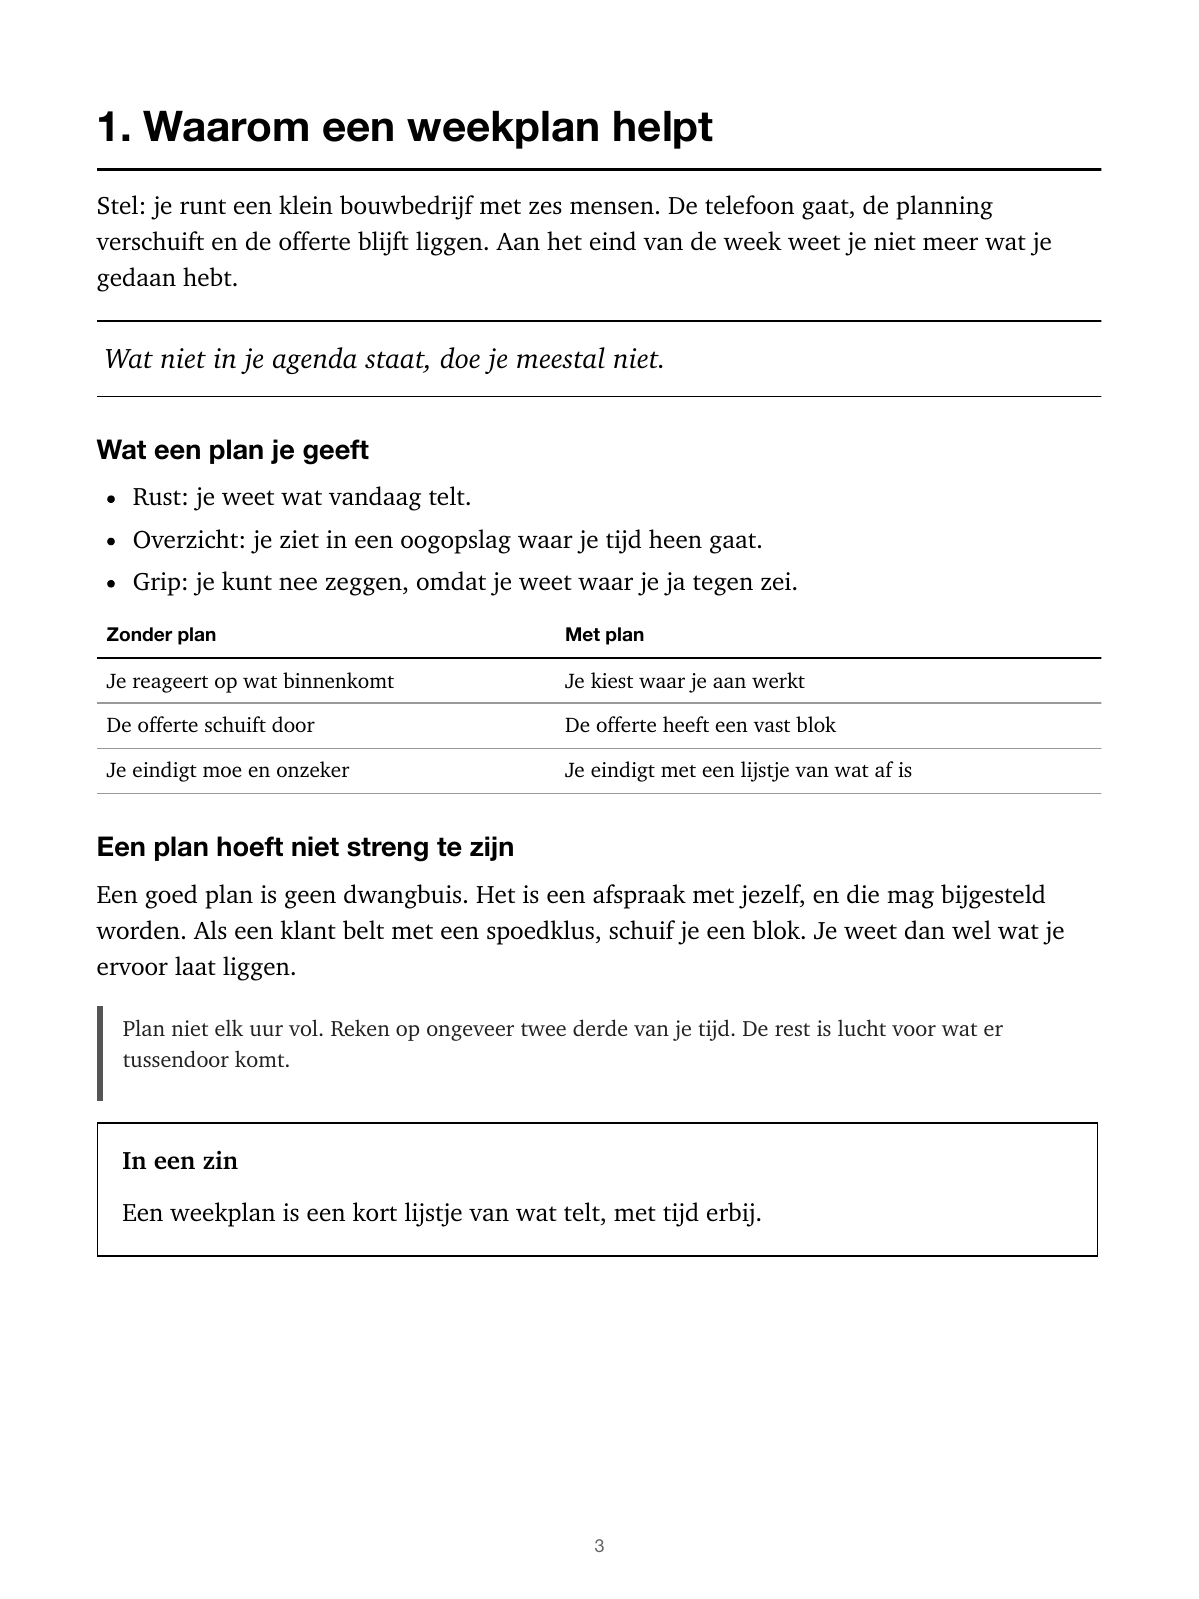 1. Waarom een weekplan helpt
Stel: je runt een klein bouwbedrijf met zes mensen. De telefoon gaat, de planning
verschuift en de offerte blijft liggen. Aan het eind van de week weet je niet meer wat je
gedaan hebt.
Wat niet in je agenda staat, doe je meestal niet.
Wat een plan je geeft
• Rust: je weet wat vandaag telt.
• Overzicht: je ziet in een oogopslag waar je tijd heen gaat.
• Grip: je kunt nee zeggen, omdat je weet waar je ja tegen zei.
Zonder plan Met plan
Je reageert op wat binnenkomt Je kiest waar je aan werkt
De offerte schuift door De offerte heeft een vast blok
Je eindigt moe en onzeker Je eindigt met een lijstje van wat af is
Een plan hoeft niet streng te zijn
Een goed plan is geen dwangbuis. Het is een afspraak met jezelf, en die mag bijgesteld
worden. Als een klant belt met een spoedklus, schuif je een blok. Je weet dan wel wat je
ervoor laat liggen.
Plan niet elk uur vol. Reken op ongeveer twee derde van je tijd. De rest is lucht voor wat er
tussendoor komt.
In een zin
Een weekplan is een kort lijstje van wat telt, met tijd erbij.
3